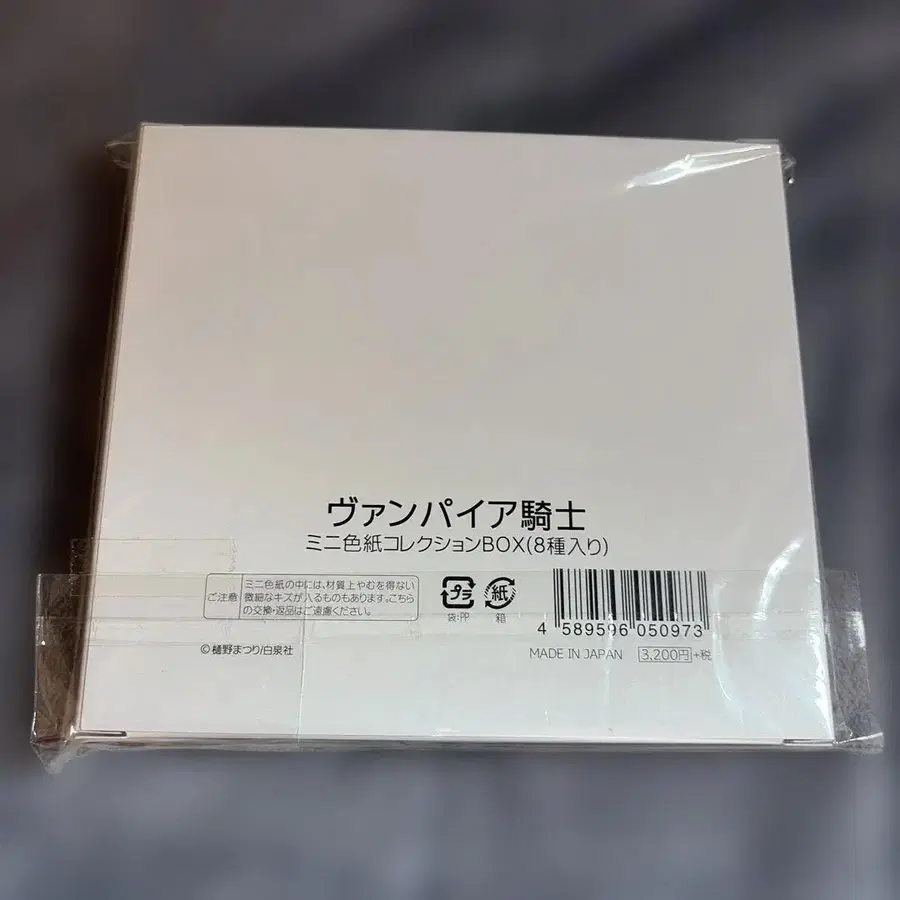 ヴァンパイア騎士
ミニ色紙コレクションBOX(8種入り)
ご注意
ミニ色紙の中には、材質上やむを得ない
微細なキズが入るものもあります。こちら
の交換・返品はご遠慮ください。
プラ
袋:PP
紙
箱
4 589596 050973
©樋野まつり/白泉社
MADE IN JAPAN 3,200円+税